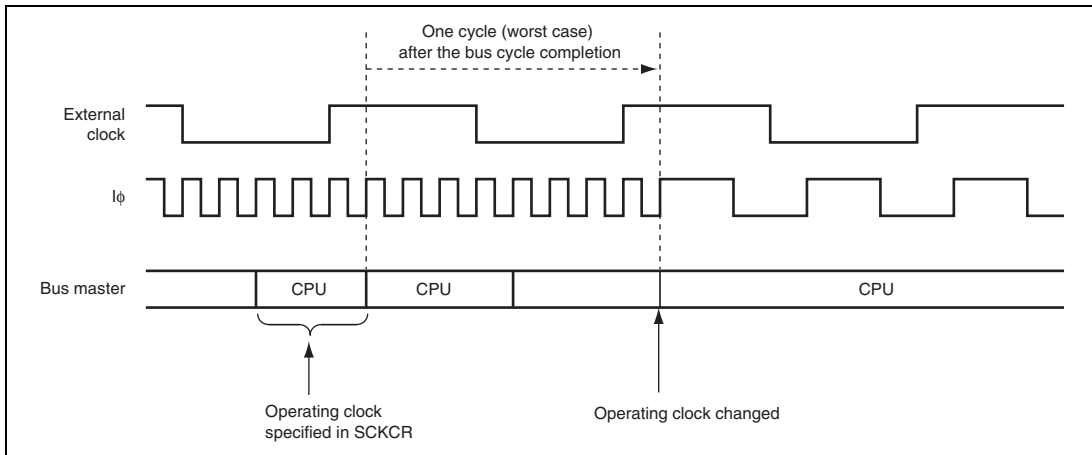 One cycle (worst case)
after the bus cycle completion
External
clock
Iϕ
Bus master
CPU
CPU
CPU
Operating clock
specified in SCKCR
Operating clock changed